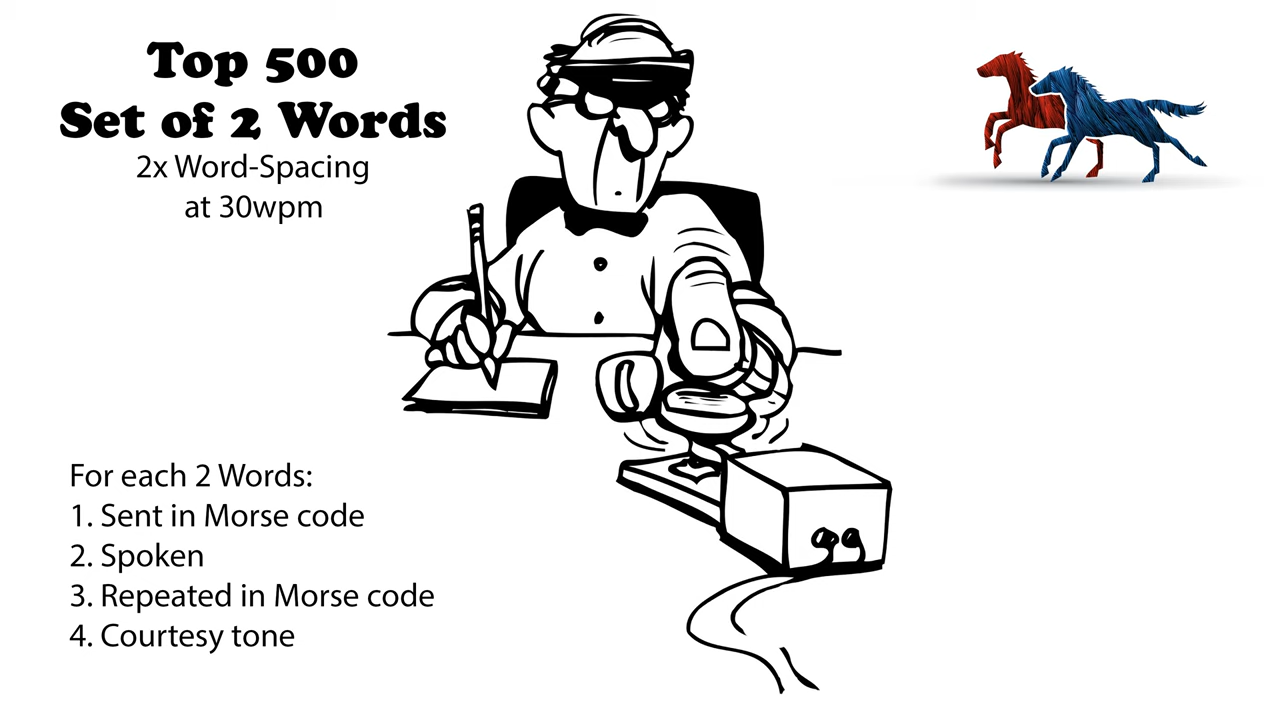 Top 500
Set of 2 Words
2x Word-Spacing
at 30wpm
For each 2 Words:
1. Sent in Morse code
2. Spoken
3. Repeated in Morse code
4. Courtesy tone